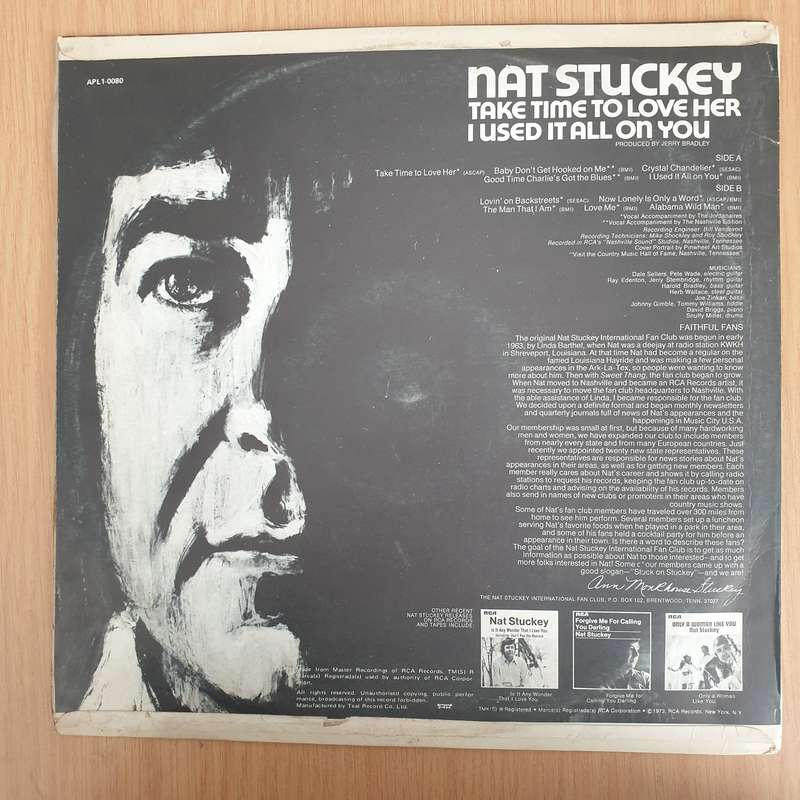 APL1-0080
NAT STUCKEY
TAKE TIME TO LOVE HER
I USED IT ALL ON YOU
PRODUCED BY JERRY BRADLEY
SIDE A
Take Time to Love Her* (ASCAP) Baby Don't Get Hooked on Me** (BMI) Crystal Chandelier* (SESAC)
Good Time Charlie's Got the Blues** (BMI) I Used It All on You* (BMI)
SIDE B
Lovin' on Backstreets* (SESAC) Now Lonely Is Only a Word* (ASCAP/BMI)
The Man That I Am* (BMI) Love Me* (BMI) Alabama Wild Man* (BMI)
*Vocal Accompaniment by The Jordanaires
**Vocal Accompaniment by The Nashville Edition
Recording Engineer: Bill Vandevort
Recording Technicians: Mike Shockley and Roy Shockley
Recorded in RCA's "Nashville Sound" Studios, Nashville, Tennessee
Cover Portrait by Pinwheel Art Studios
"Visit the Country Music Hall of Fame, Nashville, Tennessee"
MUSICIANS:
Dale Sellers, Pete Wade, electric guitar
Ray Edenton, Jerry Stembridge, rhythm guitar
Harold Bradley, bass guitar
Herb Wallace, steel guitar
Joe Zinkan, bass
Johnny Gimble, Tommy Williams, fiddle
David Briggs, piano
Snuffy Miller, drums
FAITHFUL FANS
The original Nat Stuckey International Fan Club was begun in early
1963, by Linda Barthel, when Nat was a deejay at radio station KWKH
in Shreveport, Louisiana. At that time Nat had become a regular on the
famed Louisiana Hayride and was making a few personal
appearances in the Ark-La-Tex, so people were wanting to know
more about him. Then with Sweet Thang, the fan club began to grow.
When Nat moved to Nashville and became an RCA Records artist, it
was necessary to move the fan club headquarters to Nashville. With
the able assistance of Linda, I became responsible for the fan club.
We decided upon a definite format and began monthly newsletters
and quarterly journals full of news of Nat's appearances and the
happenings in Music City U.S.A.
Our membership was small at first, but because of many hardworking
men and women, we have expanded our club to include members
from nearly every state and from many European countries. Just
recently we appointed twenty new state representatives. These
representatives are responsible for news stories about Nat's
appearances in their areas, as well as for getting new members. Each
member really cares about Nat's career and shows it by calling radio
stations to request his records, keeping the fan club up-to-date on
radio charts and advising on the availability of his records. Members
also send in names of new clubs or promoters in their areas who have
country music shows.
Some of Nat's fan club members have traveled over 300 miles from
home to see him perform. Several members set up a luncheon
serving Nat's favorite foods when he played in a park in their area,
and some of his fans held a cocktail party for him before an
appearance in their town. Is there a word to describe these fans?
The goal of the Nat Stuckey International Fan Club is to get as much
information as possible about Nat to those interested—and to get
more folks interested in Nat! Some of our members came up with a
good slogan—"Stuck on Stuckey"—and we are!
Ann Morkhouse Stuckey
THE NAT STUCKEY INTERNATIONAL FAN CLUB, P.O. BOX 102, BRENTWOOD, TENN. 37027
OTHER RECENT
NAT STUCKEY RELEASES
ON RCA RECORDS
AND TAPES INCLUDE:
RCA
Nat Stuckey
Is It Any Wonder That I Love You
Is It Any Wonder
That I Love You
RCA
Forgive Me For Calling
You Darling
Nat Stuckey
Forgive Me for
Calling You Darling
RCA
ONLY A WOMAN LIKE YOU
Nat Stuckey
Only a Woman
Like You
Made from Master Recordings of RCA Records, TM(S) R
Marca(s) Registrada(s) used by authority of RCA Corpor
ation.
All rights reserved. Unauthorised copying, public perfor
mance, broadcasting of this record forbidden.
Manufactured by Teal Record Co., Ltd.
TMK(S) ® Registered • Marca(s) Registrada(s) RCA Corporation • © 1973, RCA Records, New York, N.Y.